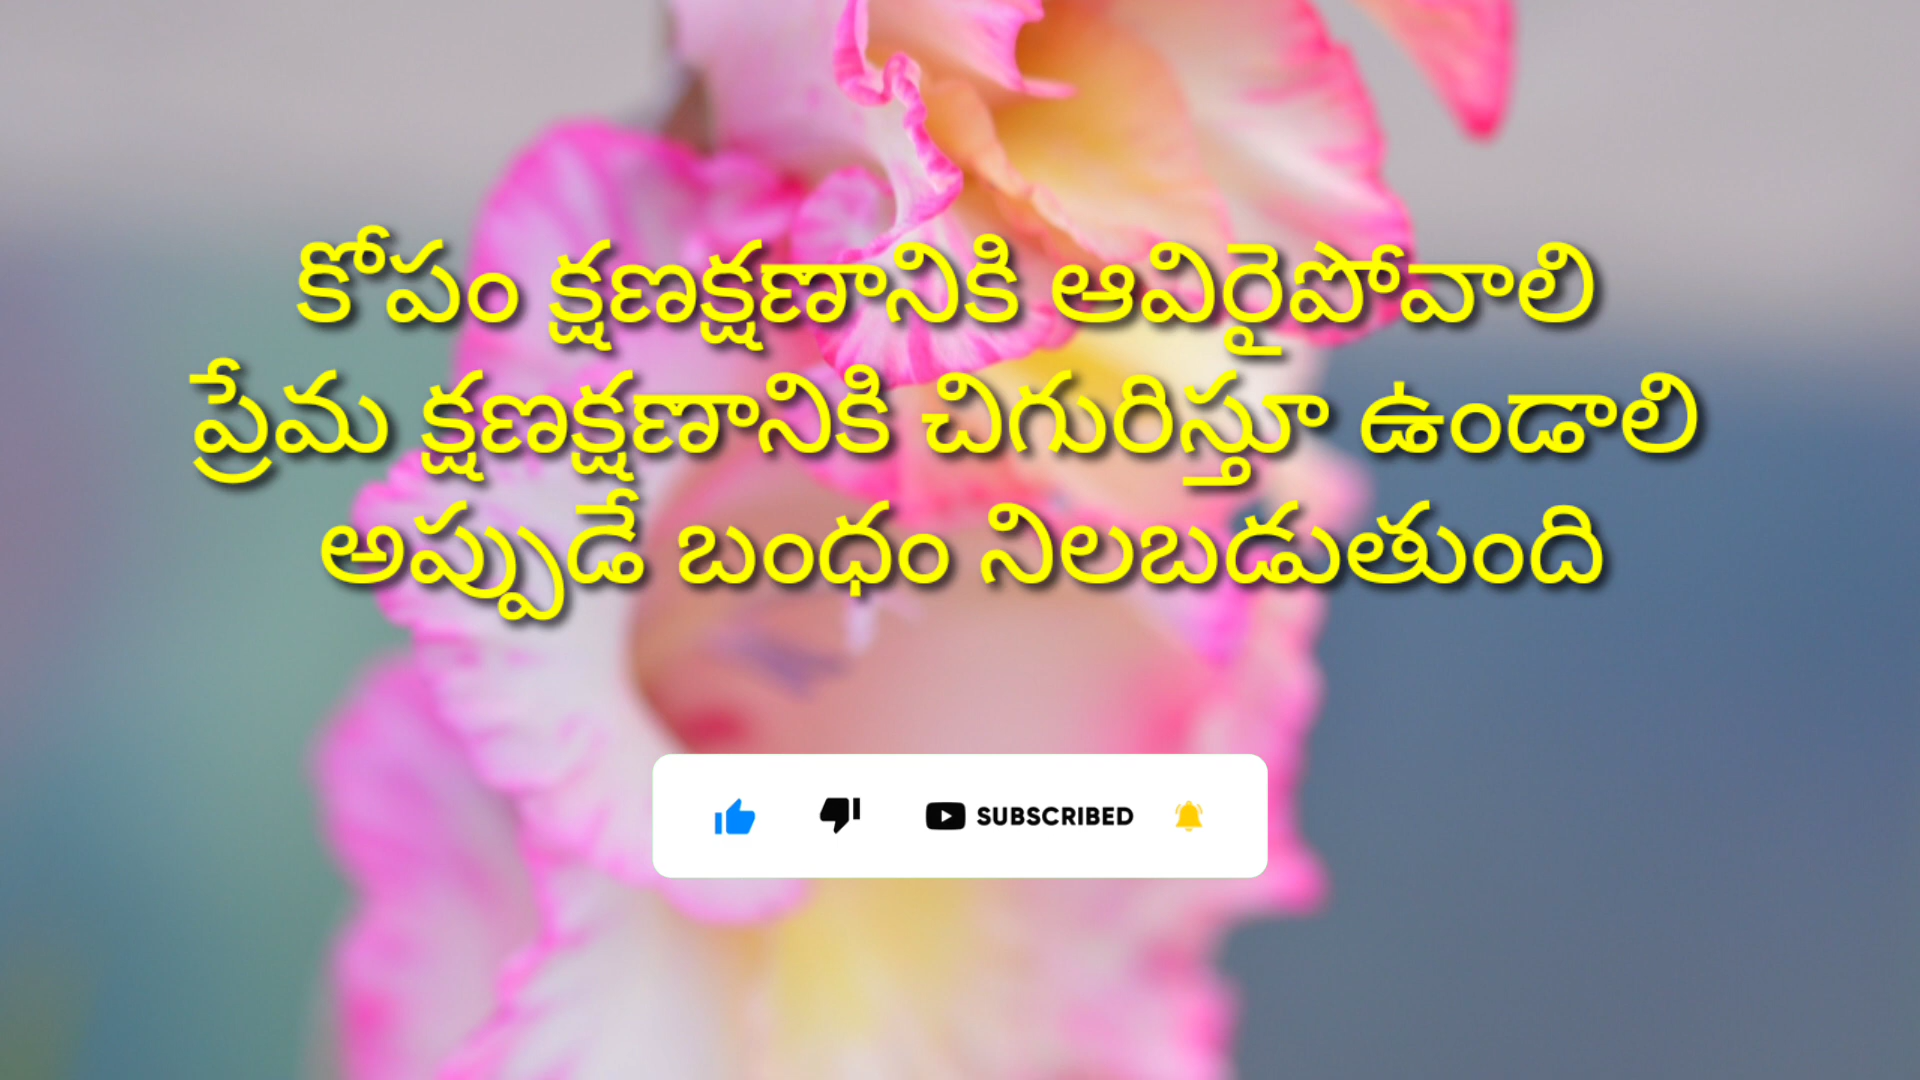 కోపం క్షణక్షణానికి ఆవిరైపోవాలి
ప్రేమ క్షణక్షణానికి చిగురిస్తూ ఉండాలి
అప్పుడే బంధం నిలబడుతుంది
SUBSCRIBED